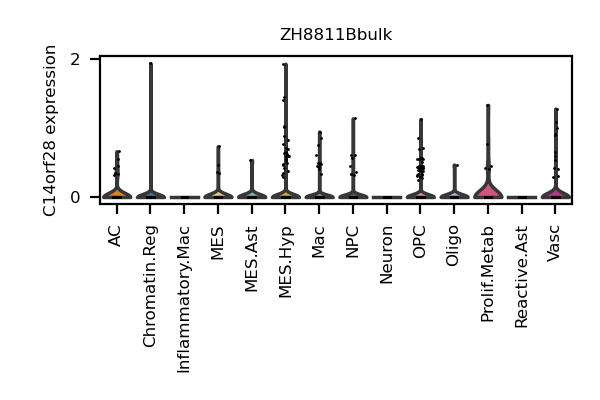 ZH8811Bbulk
C14orf28 expression
2
0
AC
Chromatin.Reg
Inflammatory.Mac
MES
MES.Ast
MES.Hyp
Mac
NPC
Neuron
OPC
Oligo
Prolif.Metab
Reactive.Ast
Vasc